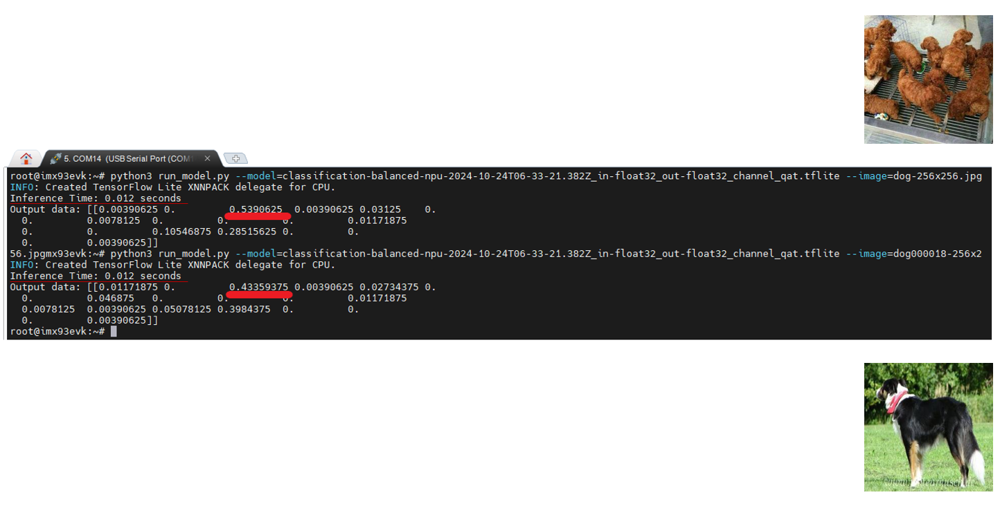 5. COM14 (USB Serial Port (COM
root@imx93evk:~# python3 run_model.py --model=classification-balanced-npu-2024-10-24T06-33-21.382Z_in-float32_out-float32_channel_qat.tflite --image=dog-256x256.jpg
INFO: Created TensorFlow Lite XNNPACK delegate for CPU.
Inference Time: 0.012 seconds
Output data: [[0.00390625 0. 0.5390625 0.00390625 0.03125 0.
0. 0.0078125 0. 0. 0. 0.01171875
0. 0. 0.10546875 0.28515625 0. 0.
0. 0.00390625]]
56.jpgmx93evk:~# python3 run_model.py --model=classification-balanced-npu-2024-10-24T06-33-21.382Z_in-float32_out-float32_channel_qat.tflite --image=dog000018-256x2
INFO: Created TensorFlow Lite XNNPACK delegate for CPU.
Inference Time: 0.012 seconds
Output data: [[0.01171875 0. 0.43359375 0.00390625 0.02734375 0.
0. 0.046875 0. 0. 0. 0.01171875
0.0078125 0.00390625 0.05078125 0.3984375 0. 0.
0. 0.00390625]]
root@imx93evk:~#